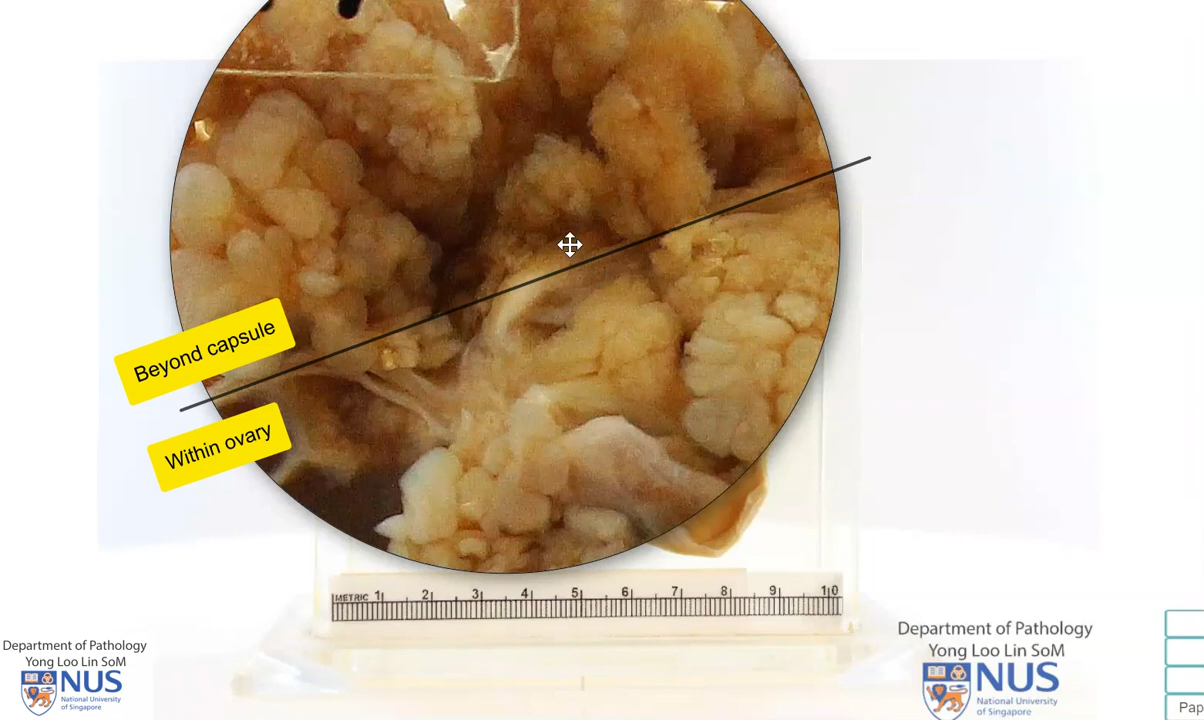 Beyond capsule
Within ovary
METRIC 1 2 3 4 5 6 7 8 9 10
Department of Pathology
Yong Loo Lin SoM
NUS
National University
of Singapore
Department of Pathology
Yong Loo Lin SoM
NUS
National University
of Singapore
Pap